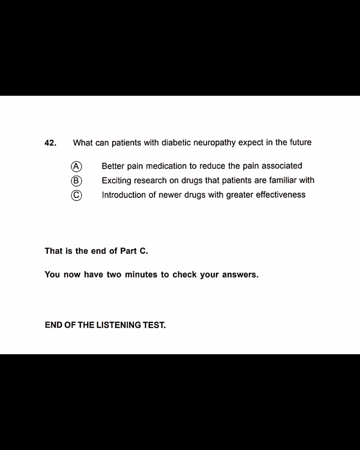 42. What can patients with diabetic neuropathy expect in the future
A Better pain medication to reduce the pain associated
B Exciting research on drugs that patients are familiar with
C Introduction of newer drugs with greater effectiveness
That is the end of Part C.
You now have two minutes to check your answers.
END OF THE LISTENING TEST.